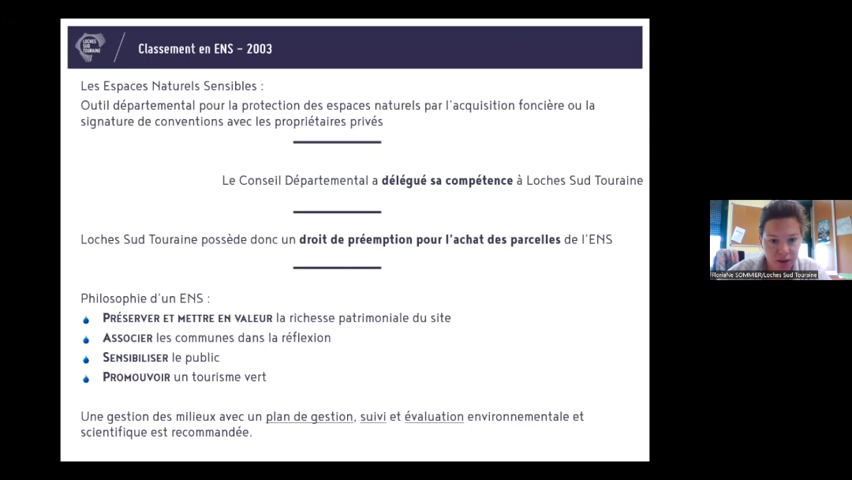 LOCHES
SUD
TOURAINE
Classement en ENS – 2003
Les Espaces Naturels Sensibles :
Outil départemental pour la protection des espaces naturels par l'acquisition foncière ou la
signature de conventions avec les propriétaires privés
Le Conseil Départemental a délégué sa compétence à Loches Sud Touraine
Loches Sud Touraine possède donc un droit de préemption pour l'achat des parcelles de l'ENS
Philosophie d'un ENS :
PRÉSERVER ET METTRE EN VALEUR la richesse patrimoniale du site
ASSOCIER les communes dans la réflexion
SENSIBILISER le public
PROMOUVOIR un tourisme vert
Une gestion des milieux avec un plan de gestion, suivi et évaluation environnementale et
scientifique est recommandée.
SOMMIER/Loches Sud Touraine